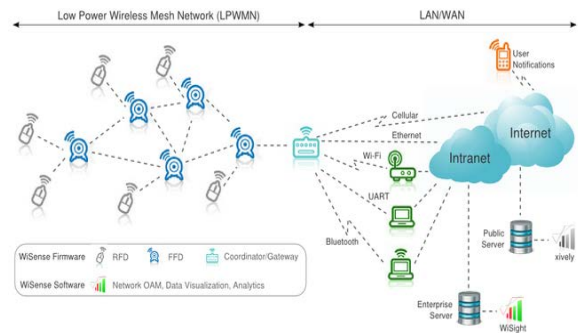 Low Power Wireless Mesh Network (LPWMN)
LAN/WAN
User
Notifications
Cellular
Ethernet
Internet
Wi-Fi
Intranet
UART
Bluetooth
Public
Server
xively
WiSense Firmware
RFD
FFD
Coordinator/Gateway
WiSense Software
Network OAM, Data Visualization, Analytics
Enterprise
Server
WiSight